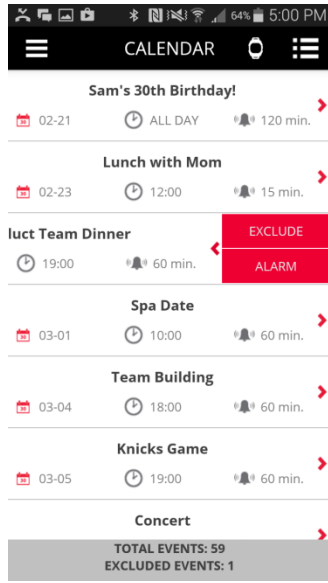 64% 5:00 PM
CALENDAR
Sam's 30th Birthday!
02-21 ALL DAY 120 min.
Lunch with Mom
02-23 12:00 15 min.
luct Team Dinner
19:00 60 min.
EXCLUDE
ALARM
Spa Date
03-01 10:00 60 min.
Team Building
03-04 18:00 60 min.
Knicks Game
03-05 19:00 60 min.
Concert
TOTAL EVENTS: 59
EXCLUDED EVENTS: 1